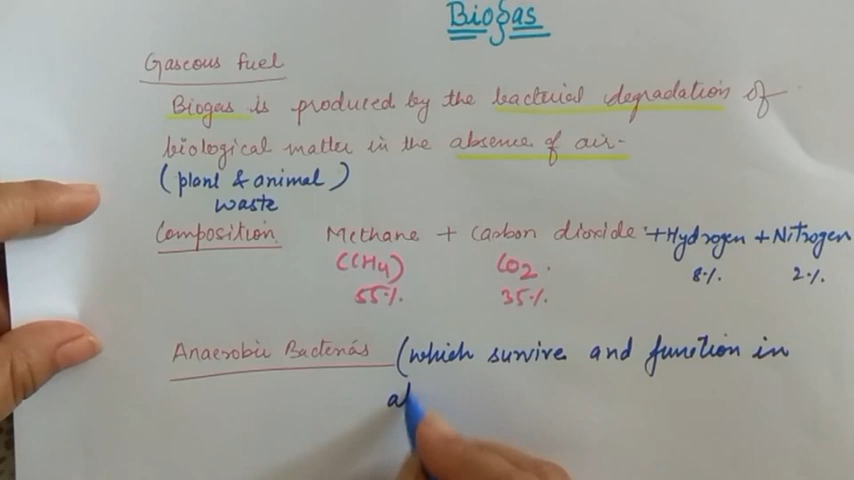 Biogas
Gaseous fuel
Biogas is produced by the bacterial degradation of
biological matter in the absence of air.
(plant & animal)
waste
Composition Methane + Carbon dioxide + Hydrogen + Nitrogen
(CH4) CO2. 8% 2%
55% 35%
Anaerobic Bacterias (which survive and function in
al